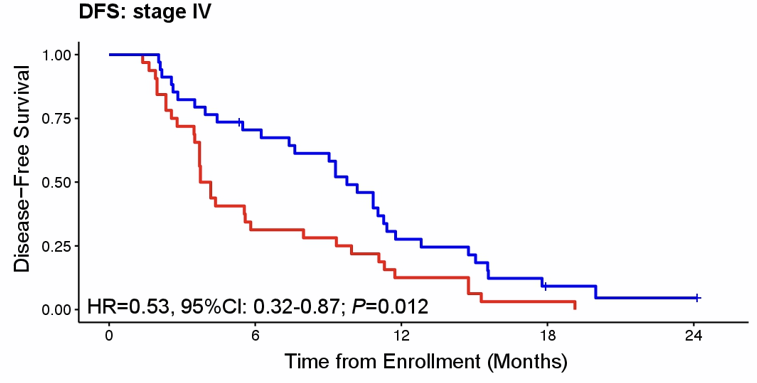 DFS: stage IV
Disease−Free Survival
1.00
0.75
0.50
0.25
0.00
HR=0.53, 95%CI: 0.32-0.87; P=0.012
0 6 12 18 24
Time from Enrollment (Months)